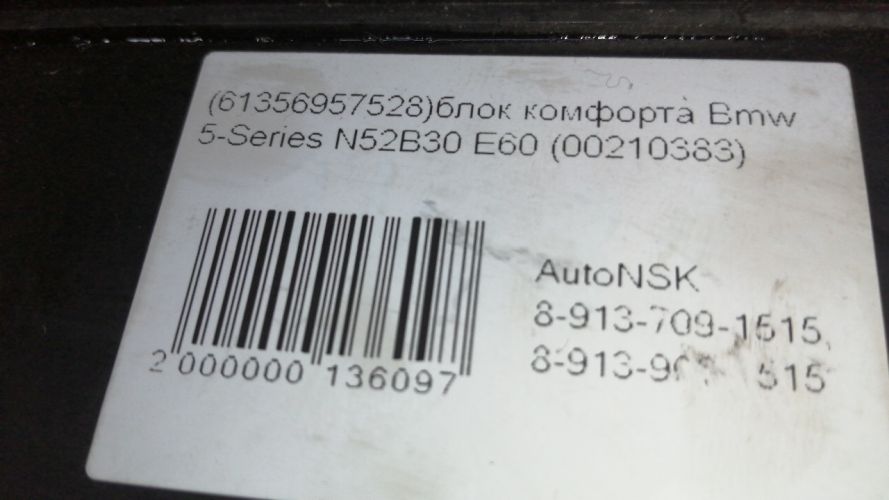 (61356957528)блок комфорта Bmw
5-Series N52B30 E60 (00210383)
AutoNSK
8-913-709-1515,
2 000000 136097